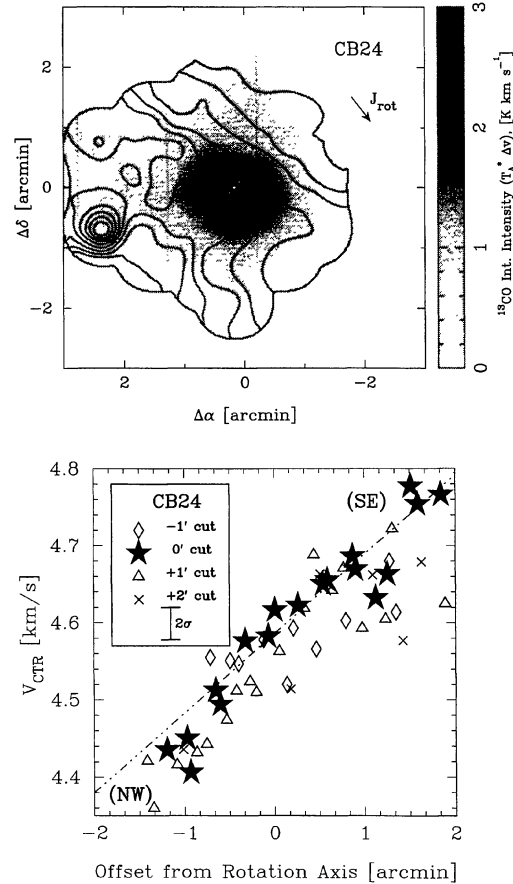 CB24
J_rot
Δδ [arcmin]
2
0
-2
2
0
-2
Δα [arcmin]
3
2
1
0
¹³CO Int. Intensity (T_A* Δv), [K km s⁻¹]
CB24
-1' cut
0' cut
+1' cut
+2' cut
2σ
(SE)
(NW)
V_CTR [km/s]
4.8
4.7
4.6
4.5
4.4
-2
-1
0
1
2
Offset from Rotation Axis [arcmin]